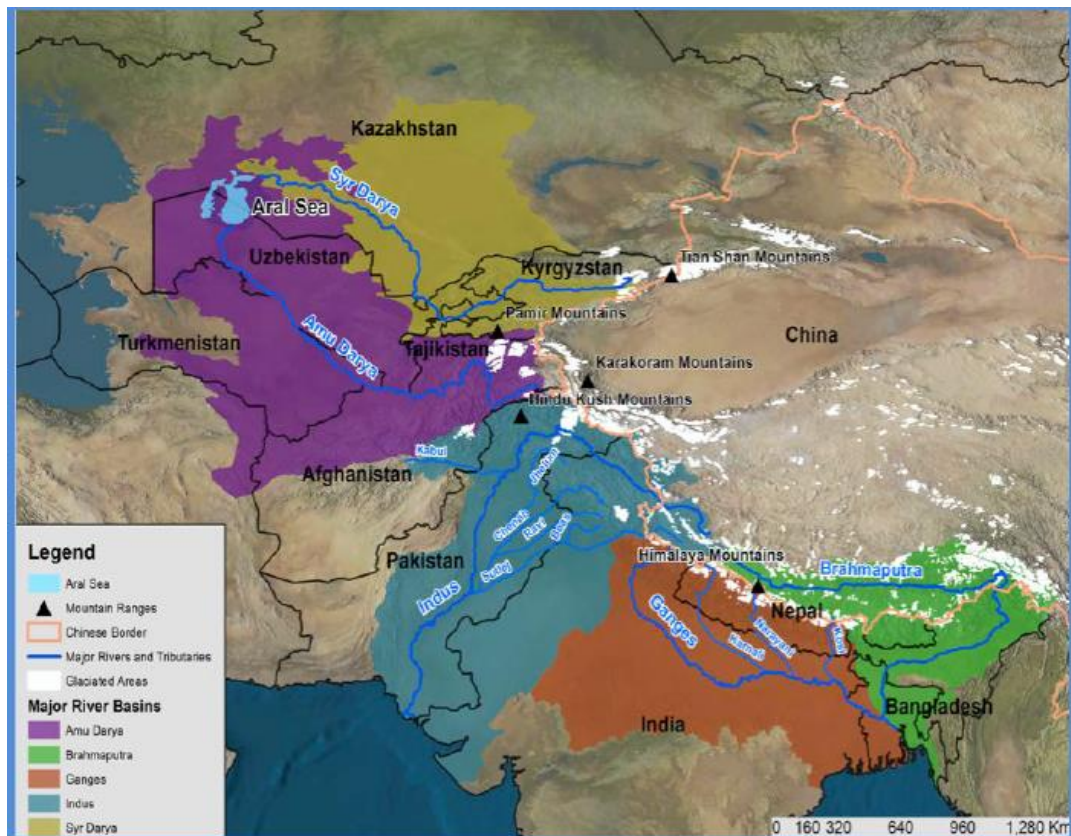 Kazakhstan
Syr Darya
Aral Sea
Uzbekistan
Kyrgyzstan
Tian Shan Mountains
Pamir Mountains
China
Turkmenistan
Amu Darya
Tajikistan
Karakoram Mountains
Hindu Kush Mountains
Kabul
Afghanistan
Jhelum
Chenab
Ravi
Beas
Pakistan
Sutlej
Indus
Himalaya Mountains
Brahmaputra
Nepal
Ganges
Narayani
Karnali
Kosi
Bangladesh
India
Legend
Aral Sea
Mountain Ranges
Chinese Border
Major Rivers and Tributaries
Glaciated Areas
Major River Basins
Amu Darya
Brahmaputra
Ganges
Indus
Syr Darya
0 160 320 640 960 1.280 Km